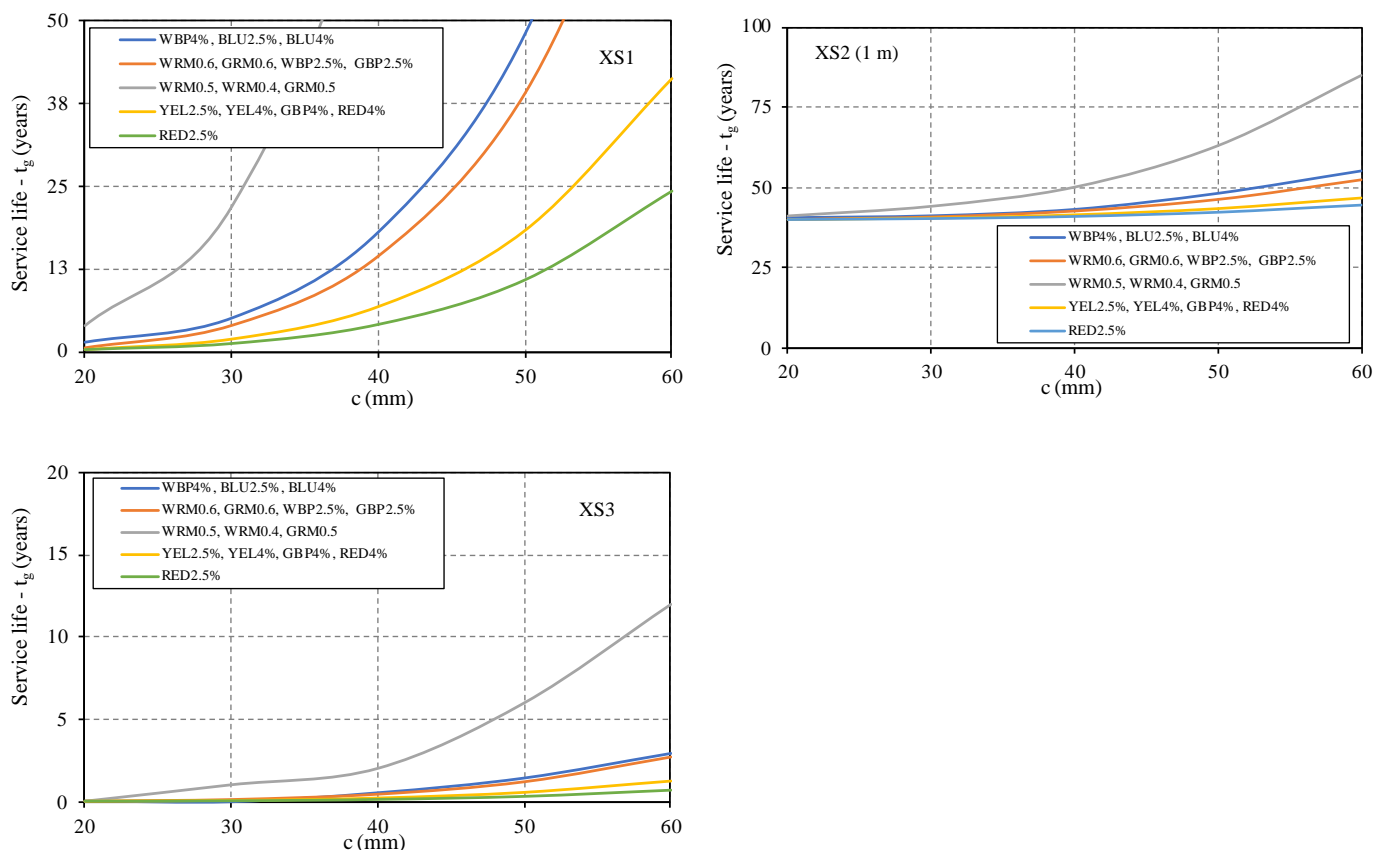 50
38
25
13
0
Service life - tg (years)
WBP4%, BLU2.5%, BLU4%
WRM0.6, GRM0.6, WBP2.5%, GBP2.5%
WRM0.5, WRM0.4, GRM0.5
YEL2.5%, YEL4%, GBP4%, RED4%
RED2.5%
XS1
20 30 40 50 60
c (mm)
100
75
50
25
0
Service life - tg (years)
XS2 (1 m)
WBP4%, BLU2.5%, BLU4%
WRM0.6, GRM0.6, WBP2.5%, GBP2.5%
WRM0.5, WRM0.4, GRM0.5
YEL2.5%, YEL4%, GBP4%, RED4%
RED2.5%
20 30 40 50 60
c (mm)
20
15
10
5
0
Service life - tg (years)
WBP4%, BLU2.5%, BLU4%
WRM0.6, GRM0.6, WBP2.5%, GBP2.5%
WRM0.5, WRM0.4, GRM0.5
YEL2.5%, YEL4%, GBP4%, RED4%
RED2.5%
XS3
20 30 40 50 60
c (mm)